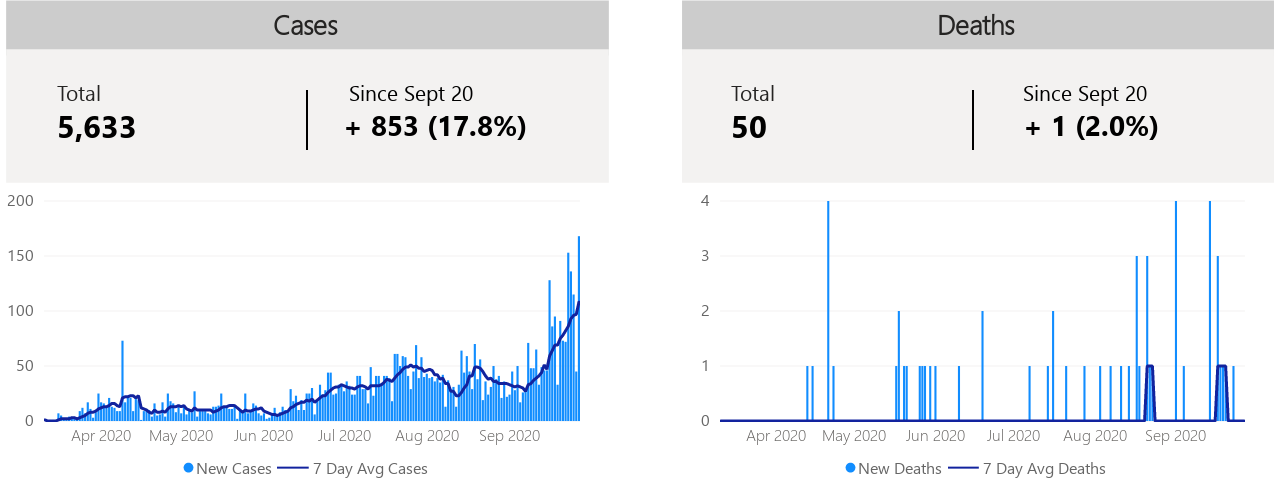 Cases
Total
Since Sept 20
5,633
+ 853 (17.8%)
200
150
100
50
0
Apr 2020 May 2020 Jun 2020 Jul 2020 Aug 2020 Sep 2020
New Cases 7 Day Avg Cases
Deaths
Total
Since Sept 20
50
+ 1 (2.0%)
4
3
2
1
0
Apr 2020 May 2020 Jun 2020 Jul 2020 Aug 2020 Sep 2020
New Deaths 7 Day Avg Deaths